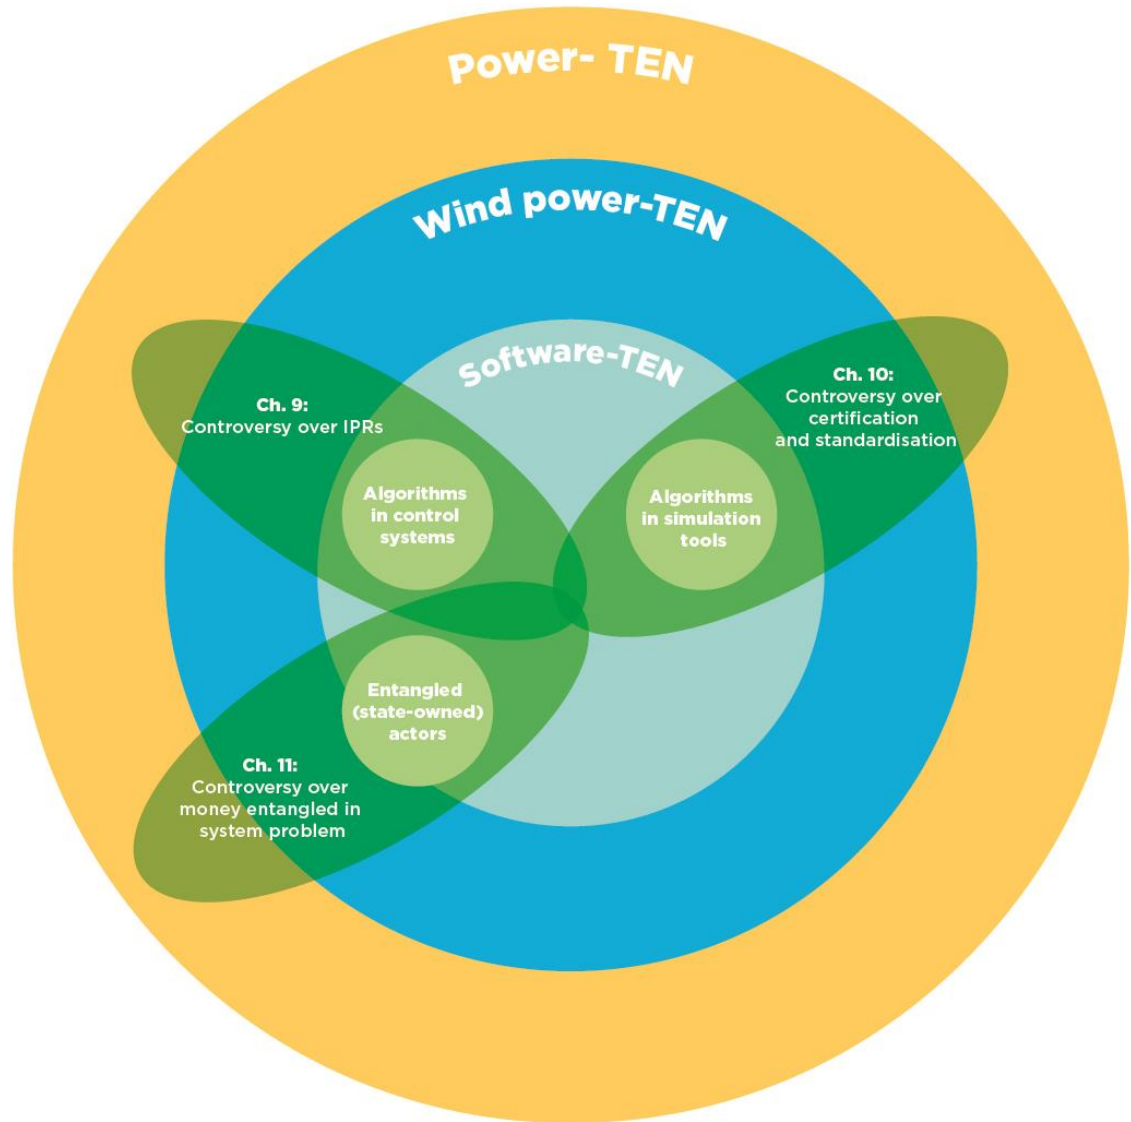 Power- TEN
Wind power-TEN
Software-TEN
Ch. 9:
Controversy over IPRs
Ch. 10:
Controversy over
certification
and standardisation
Algorithms
in control
systems
Algorithms
in simulation
tools
Entangled
(state-owned)
actors
Ch. 11:
Controversy over
money entangled in
system problem